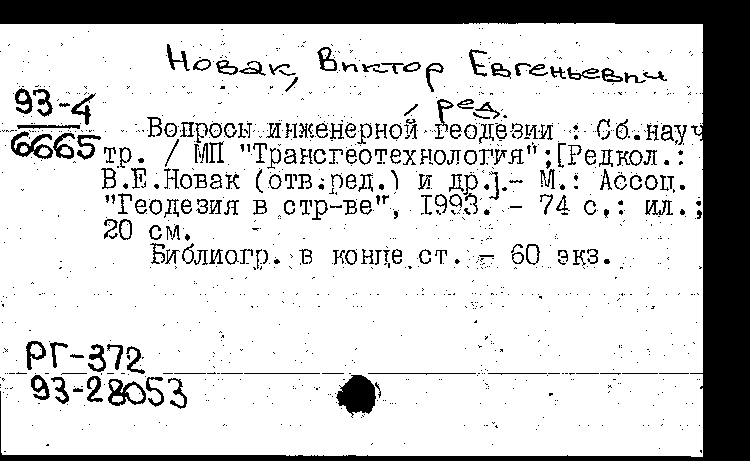 Новак, Виктор Евгеньевич
ред.
93-4
6665
Вопросы инженерной геодезии : Сб.науч
тр. / МП "Трансгеотехнология";[Редкол.:
В.Е.Новак (отв.ред.) и др.].- М.: Ассоц.
"Геодезия в стр-ве", 1993. - 74 с.: ил.;
20 см.
Библиогр. в конце ст. - 60 экз.
РГ-372
93-28053